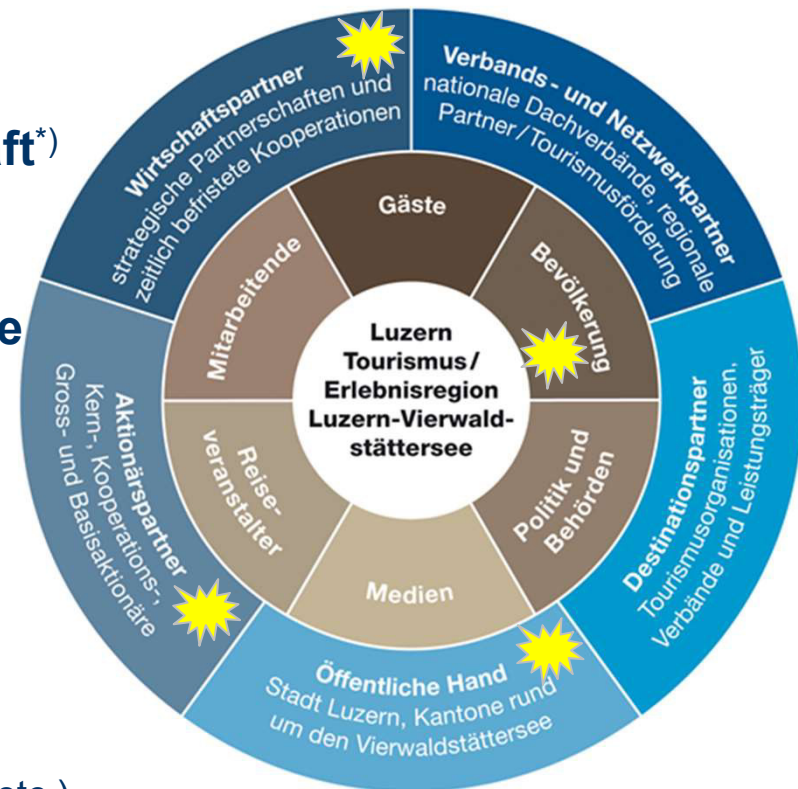 ft*)
e
ete.)
Wirtschaftspartner
strategische Partnerschaften und
zeitlich befristete Kooperationen
Verbands- und Netzwerkpartner
nationale Dachverbände, regionale
Partner/Tourismusförderung
Gäste
Mitarbeitende
Bevölkerung
Luzern
Tourismus/
Erlebnisregion
Luzern-Vierwald-
stättersee
Aktionärspartner
Kern-, Kooperations-,
Gross- und Basisaktionäre
Reise-
veranstalter
Politik und
Behörden
Destinationspartner
Tourismusorganisationen,
Verbände und Leistungsträger
Medien
Öffentliche Hand
Stadt Luzern, Kantone rund
um den Vierwaldstättersee